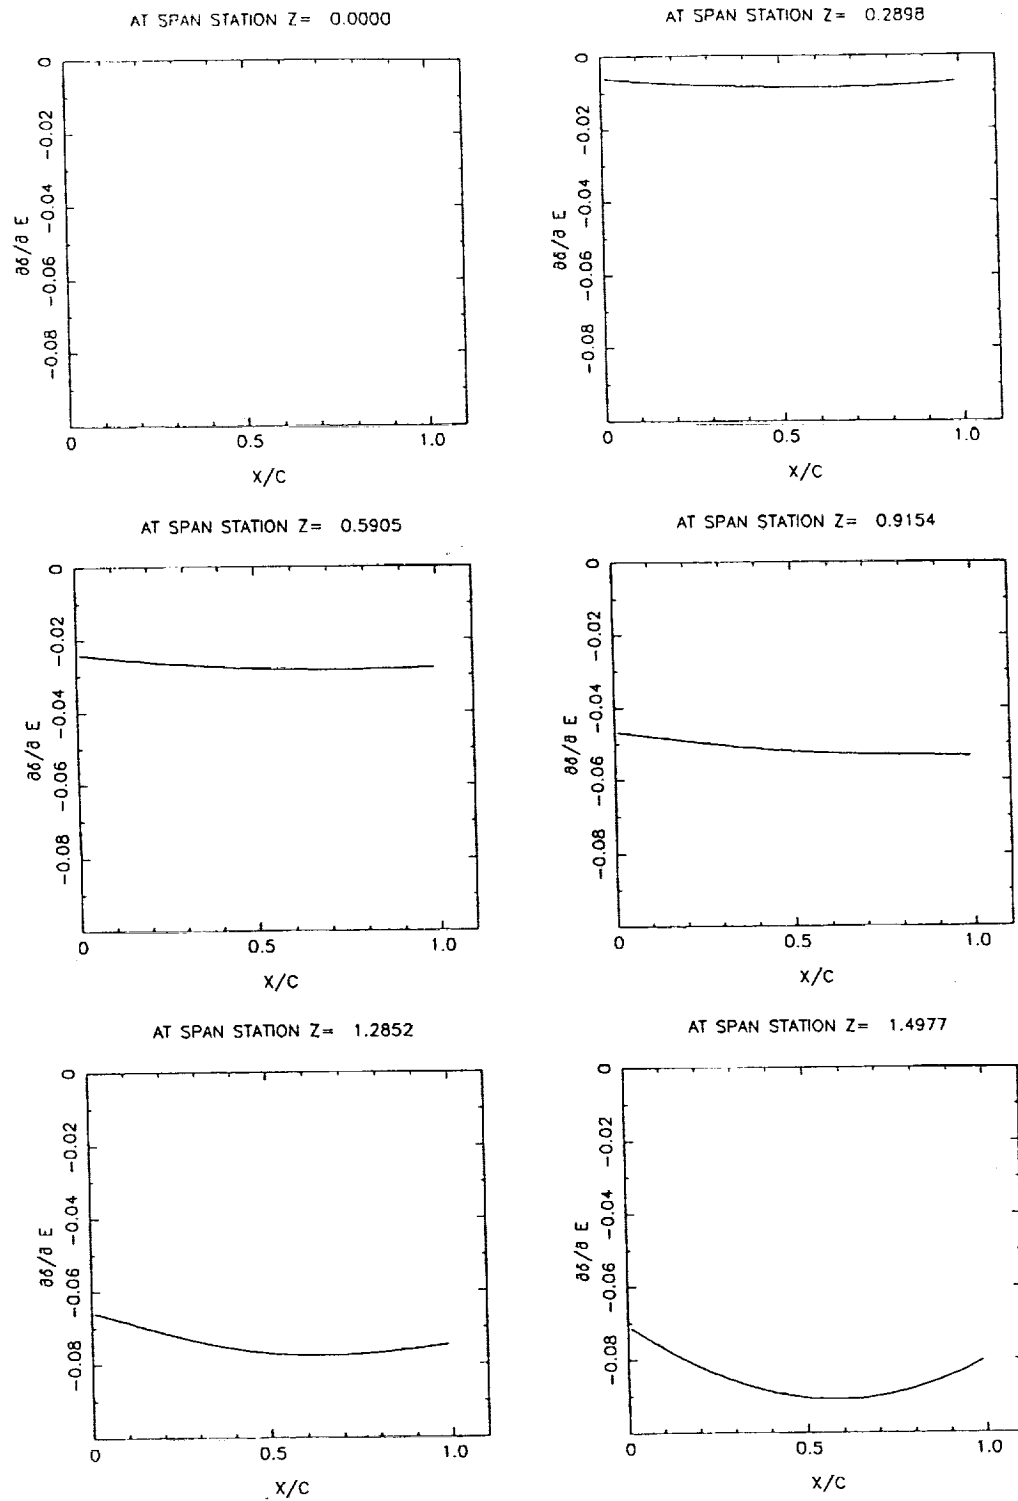 AT SPAN STATION Z= 0.0000
0
-0.02
-0.04
-0.06
-0.08
∂δ/∂ E
0 0.5 1.0
X/C
AT SPAN STATION Z= 0.2898
0
-0.02
-0.04
-0.06
-0.08
∂δ/∂ E
0 0.5 1.0
X/C
AT SPAN STATION Z= 0.5905
0
-0.02
-0.04
-0.06
-0.08
∂δ/∂ E
0 0.5 1.0
X/C
AT SPAN STATION Z= 0.9154
0
-0.02
-0.04
-0.06
-0.08
∂δ/∂ E
0 0.5 1.0
X/C
AT SPAN STATION Z= 1.2852
0
-0.02
-0.04
-0.06
-0.08
∂δ/∂ E
0 0.5 1.0
X/C
AT SPAN STATION Z= 1.4977
0
-0.02
-0.04
-0.06
-0.08
∂δ/∂ E
0 0.5 1.0
X/C